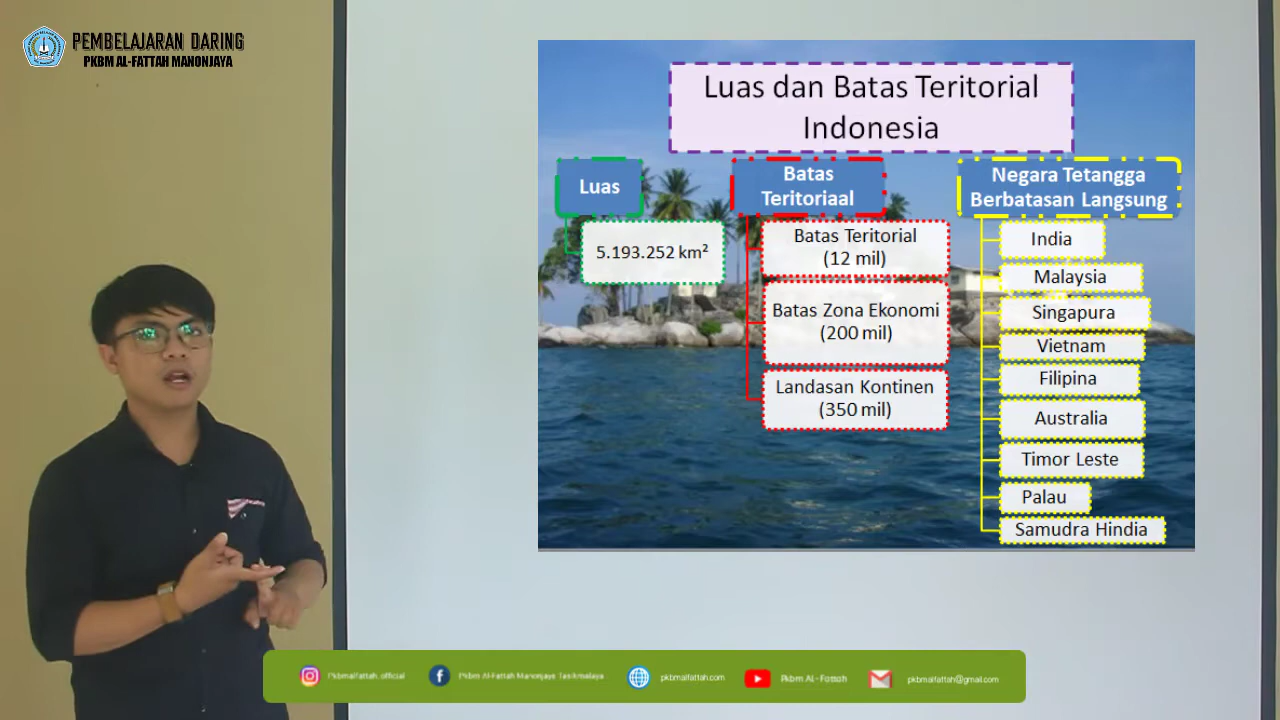 PEMBELAJARAN DARING
PKBM AL-FATTAH MANONJAYA
Luas dan Batas Teritorial
Indonesia
Luas
5.193.252 km²
Batas
Teritoriaal
Batas Teritorial
(12 mil)
Batas Zona Ekonomi
(200 mil)
Landasan Kontinen
(350 mil)
Negara Tetangga
Berbatasan Langsung
India
Malaysia
Singapura
Vietnam
Filipina
Australia
Timor Leste
Palau
Samudra Hindia
Pkbmalfattah. official
Pkbm Al-Fattah Manonjaya Tasikmalaya
pkbmalfattah.com
Pkbm AL-Fattah
pkbmalfattah@gmail.com